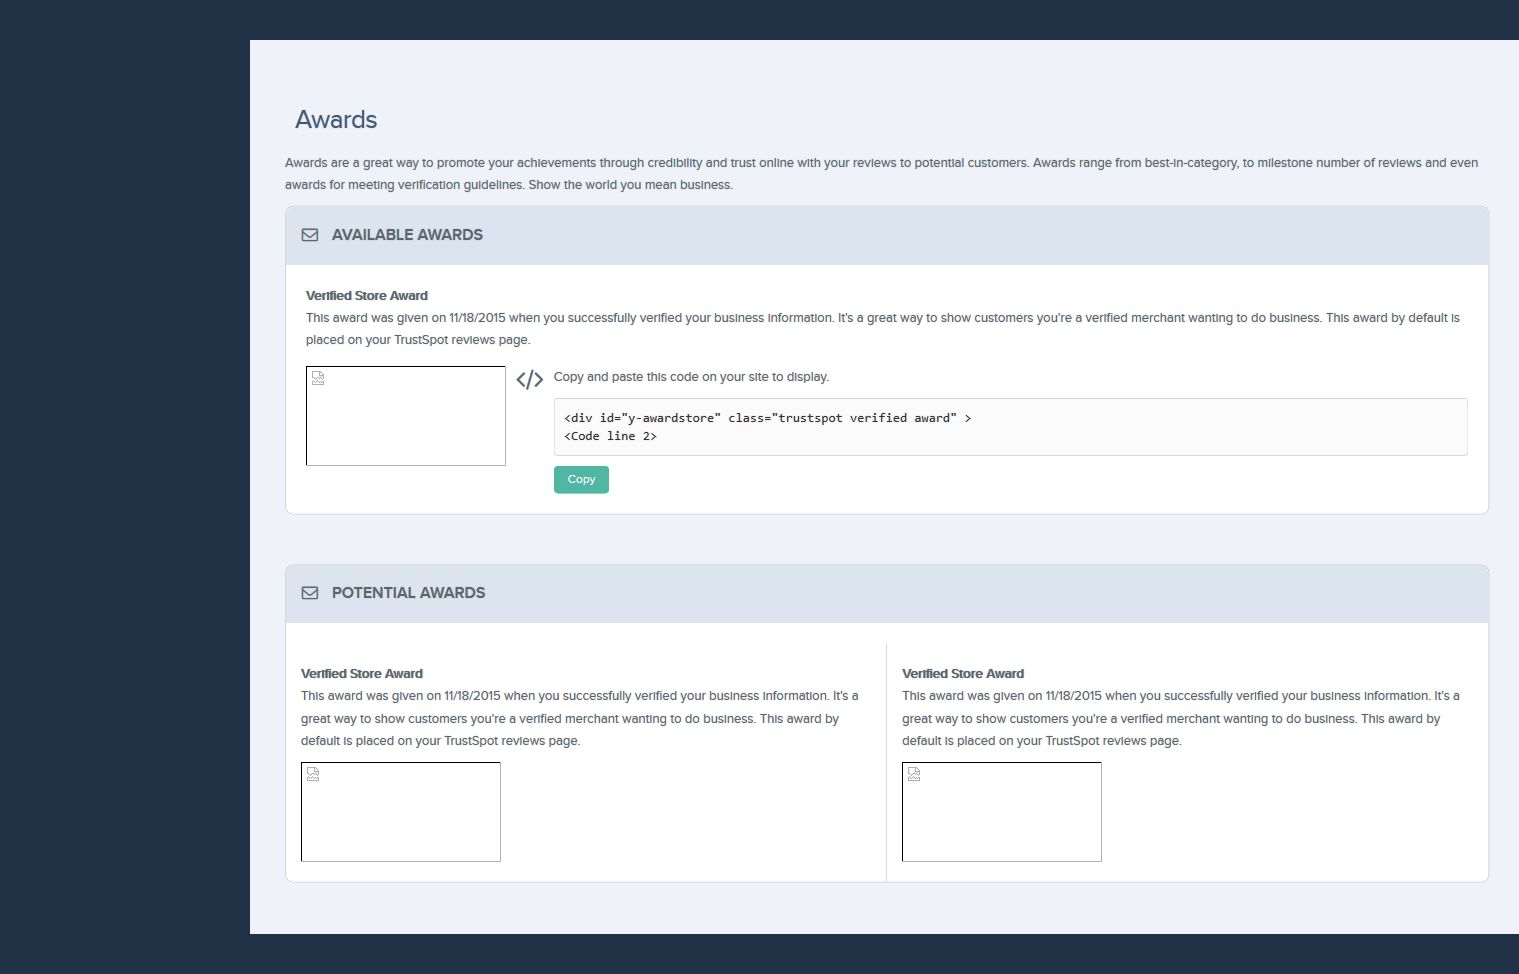 Awards
Awards are a great way to promote your achievements through credibility and trust online with your reviews to potential customers. Awards range from best-in-category, to milestone number of reviews and even
awards for meeting verification guidelines. Show the world you mean business.
AVAILABLE AWARDS
Verified Store Award
This award was given on 11/18/2015 when you successfully verified your business information. It's a great way to show customers you're a verified merchant wanting to do business. This award by default is
placed on your TrustSpot reviews page.
Copy and paste this code on your site to display.
<div id="y-awardstore" class="trustspot verified award" >
<Code line 2>
Copy
POTENTIAL AWARDS
Verified Store Award
This award was given on 11/18/2015 when you successfully verified your business information. It's a
great way to show customers you're a verified merchant wanting to do business. This award by
default is placed on your TrustSpot reviews page.
Verified Store Award
This award was given on 11/18/2015 when you successfully verified your business information. It's a
great way to show customers you're a verified merchant wanting to do business. This award by
default is placed on your TrustSpot reviews page.